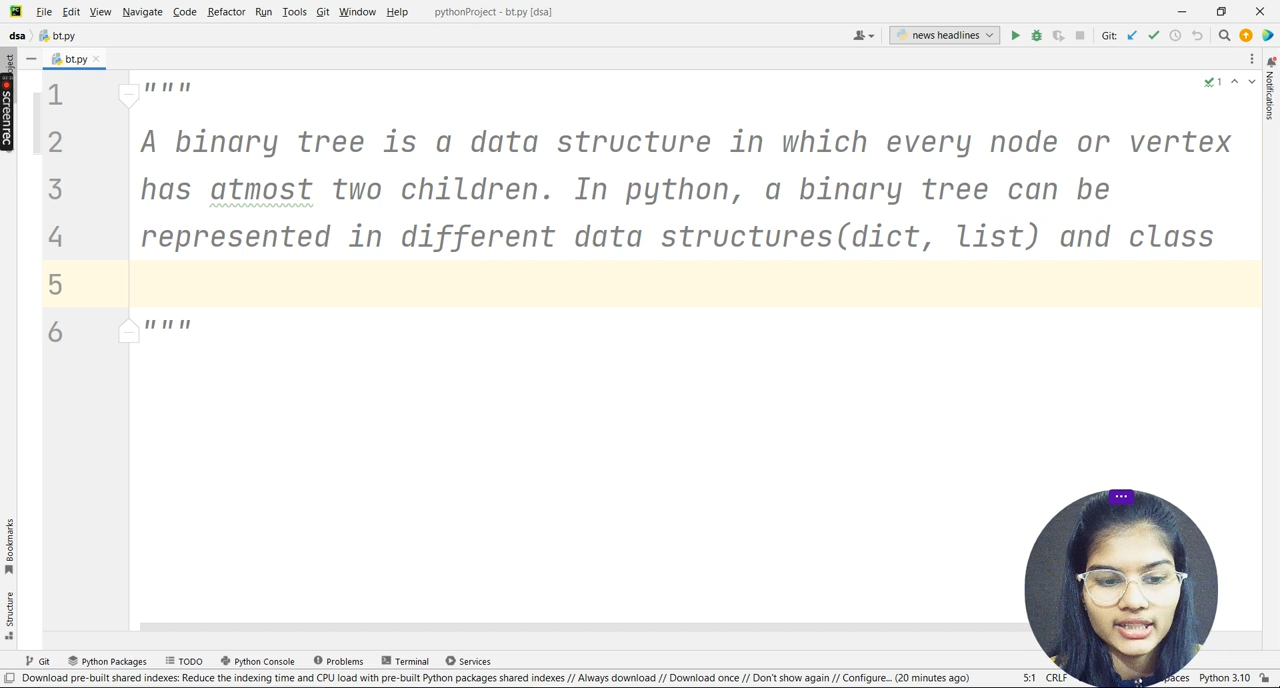 File Edit View Navigate Code Refactor Run Tools Git Window Help pythonProject - bt.py [dsa]
dsa bt.py news headlines Git:
bt.py
1 """
2 A binary tree is a data structure in which every node or vertex
3 has atmost two children. In python, a binary tree can be
4 represented in different data structures(dict, list) and class
5
6 """
1
Notifications
screenrec
Bookmarks
Structure
Git Python Packages TODO Python Console Problems Terminal Services
Download pre-built shared indexes: Reduce the indexing time and CPU load with pre-built Python packages shared indexes // Always download // Download once // Don't show again // Configure... (20 minutes ago) 5:1 CRLF Python 3.10